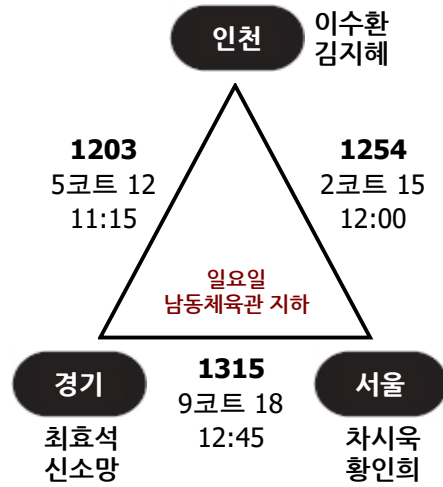 인천
이수환
김지혜
1203
5코트 12
11:15
1254
2코트 15
12:00
일요일
남동체육관 지하
경기
최효석
신소망
1315
9코트 18
12:45
서울
차시욱
황인희